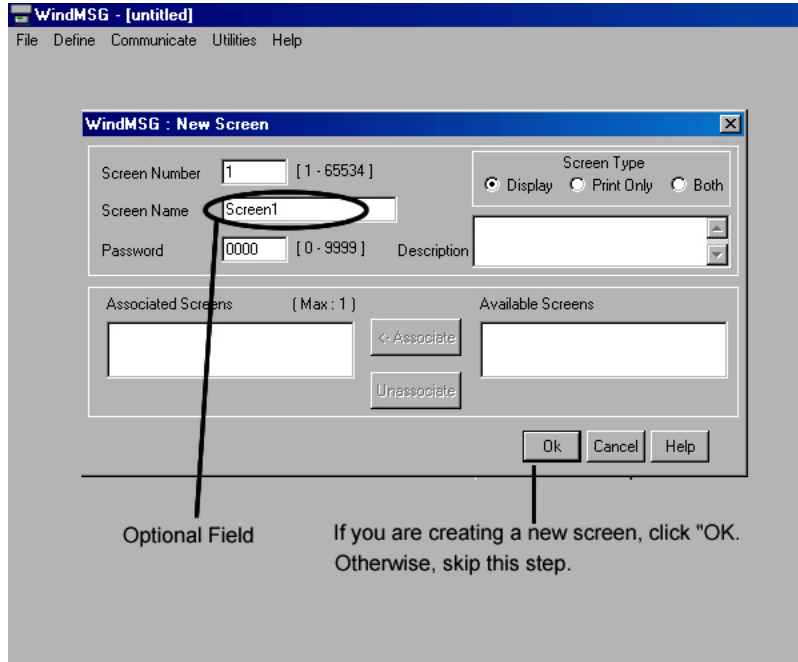 WindMSG - [untitled]
File Define Communicate Utilities Help
WindMSG : New Screen
Screen Number 1 [ 1 - 65534 ]
Screen Type
Display Print Only Both
Screen Name Screen1
Password 0000 [ 0 - 9999 ] Description
Associated Screens ( Max : 1 ) Available Screens
<- Associate
Unassociate
Ok Cancel Help
Optional Field
If you are creating a new screen, click "OK.
Otherwise, skip this step.